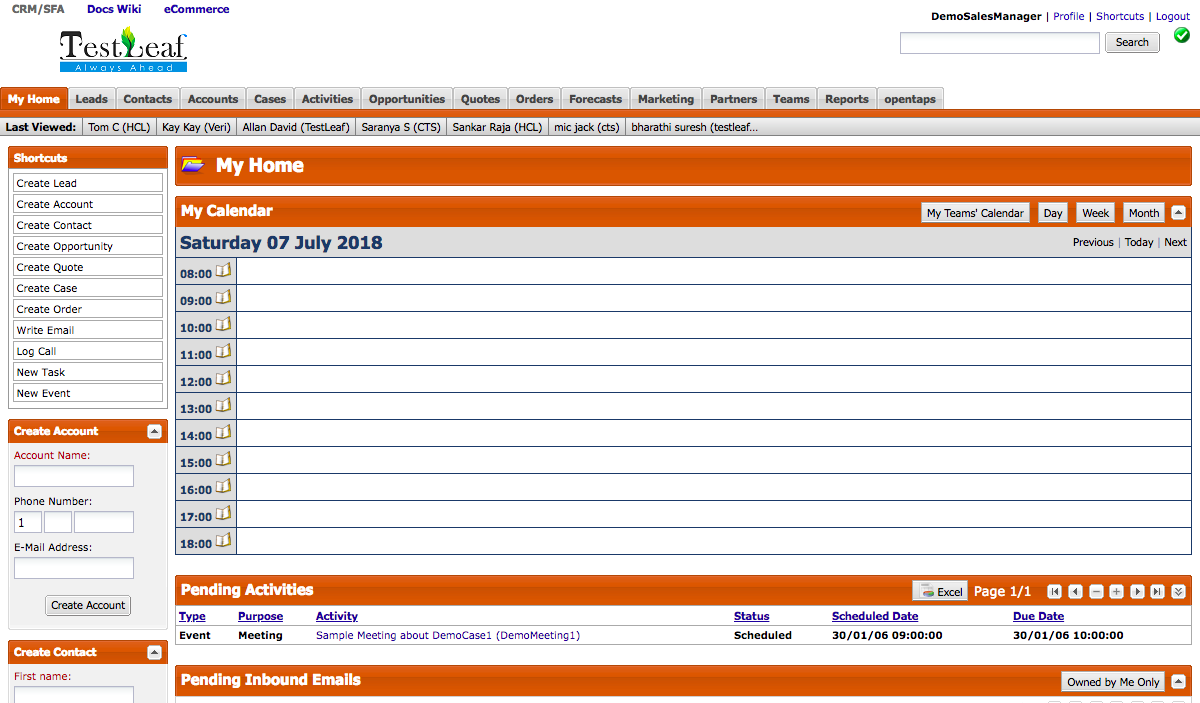 CRM/SFA Docs Wiki eCommerce
DemoSalesManager | Profile | Shortcuts | Logout
TestLeaf
Always Ahead
Search
My Home Leads Contacts Accounts Cases Activities Opportunities Quotes Orders Forecasts Marketing Partners Teams Reports opentaps
Last Viewed: Tom C (HCL) Kay Kay (Veri) Allan David (TestLeaf) Saranya S (CTS) Sankar Raja (HCL) mic jack (cts) bharathi suresh (testleaf...
Shortcuts
Create Lead
Create Account
Create Contact
Create Opportunity
Create Quote
Create Case
Create Order
Write Email
Log Call
New Task
New Event
Create Account
Account Name:
Phone Number:
1
E-Mail Address:
Create Account
Create Contact
First name:
My Home
My Calendar My Teams' Calendar Day Week Month
Saturday 07 July 2018 Previous | Today | Next
08:00
09:00
10:00
11:00
12:00
13:00
14:00
15:00
16:00
17:00
18:00
Pending Activities Excel Page 1/1
Type Purpose Activity Status Scheduled Date Due Date
Event Meeting Sample Meeting about DemoCase1 (DemoMeeting1) Scheduled 30/01/06 09:00:00 30/01/06 10:00:00
Pending Inbound Emails Owned by Me Only